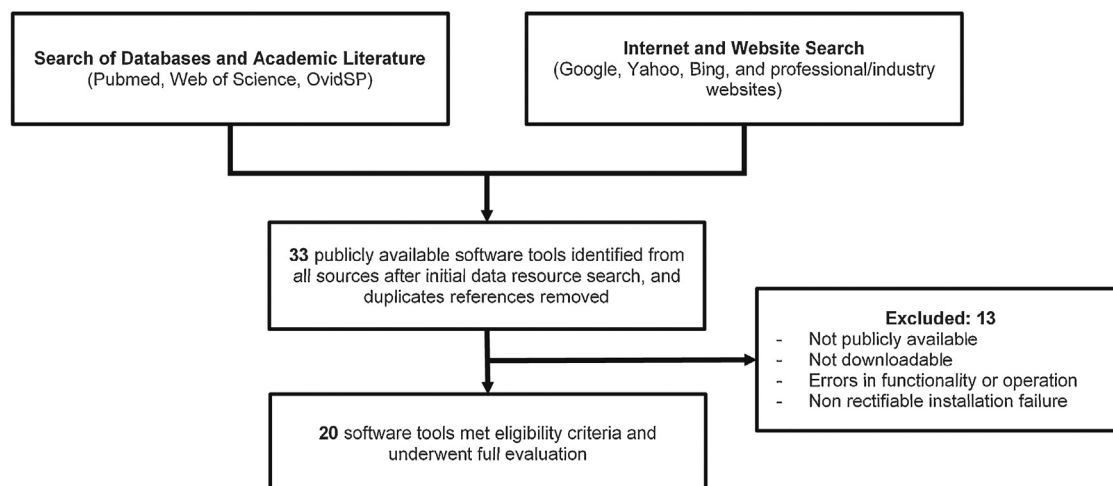 Search of Databases and Academic Literature
(Pubmed, Web of Science, OvidSP)
Internet and Website Search
(Google, Yahoo, Bing, and professional/industry
websites)
33 publicly available software tools identified from
all sources after initial data resource search, and
duplicates references removed
Excluded: 13
- Not publicly available
- Not downloadable
- Errors in functionality or operation
- Non rectifiable installation failure
20 software tools met eligibility criteria and
underwent full evaluation